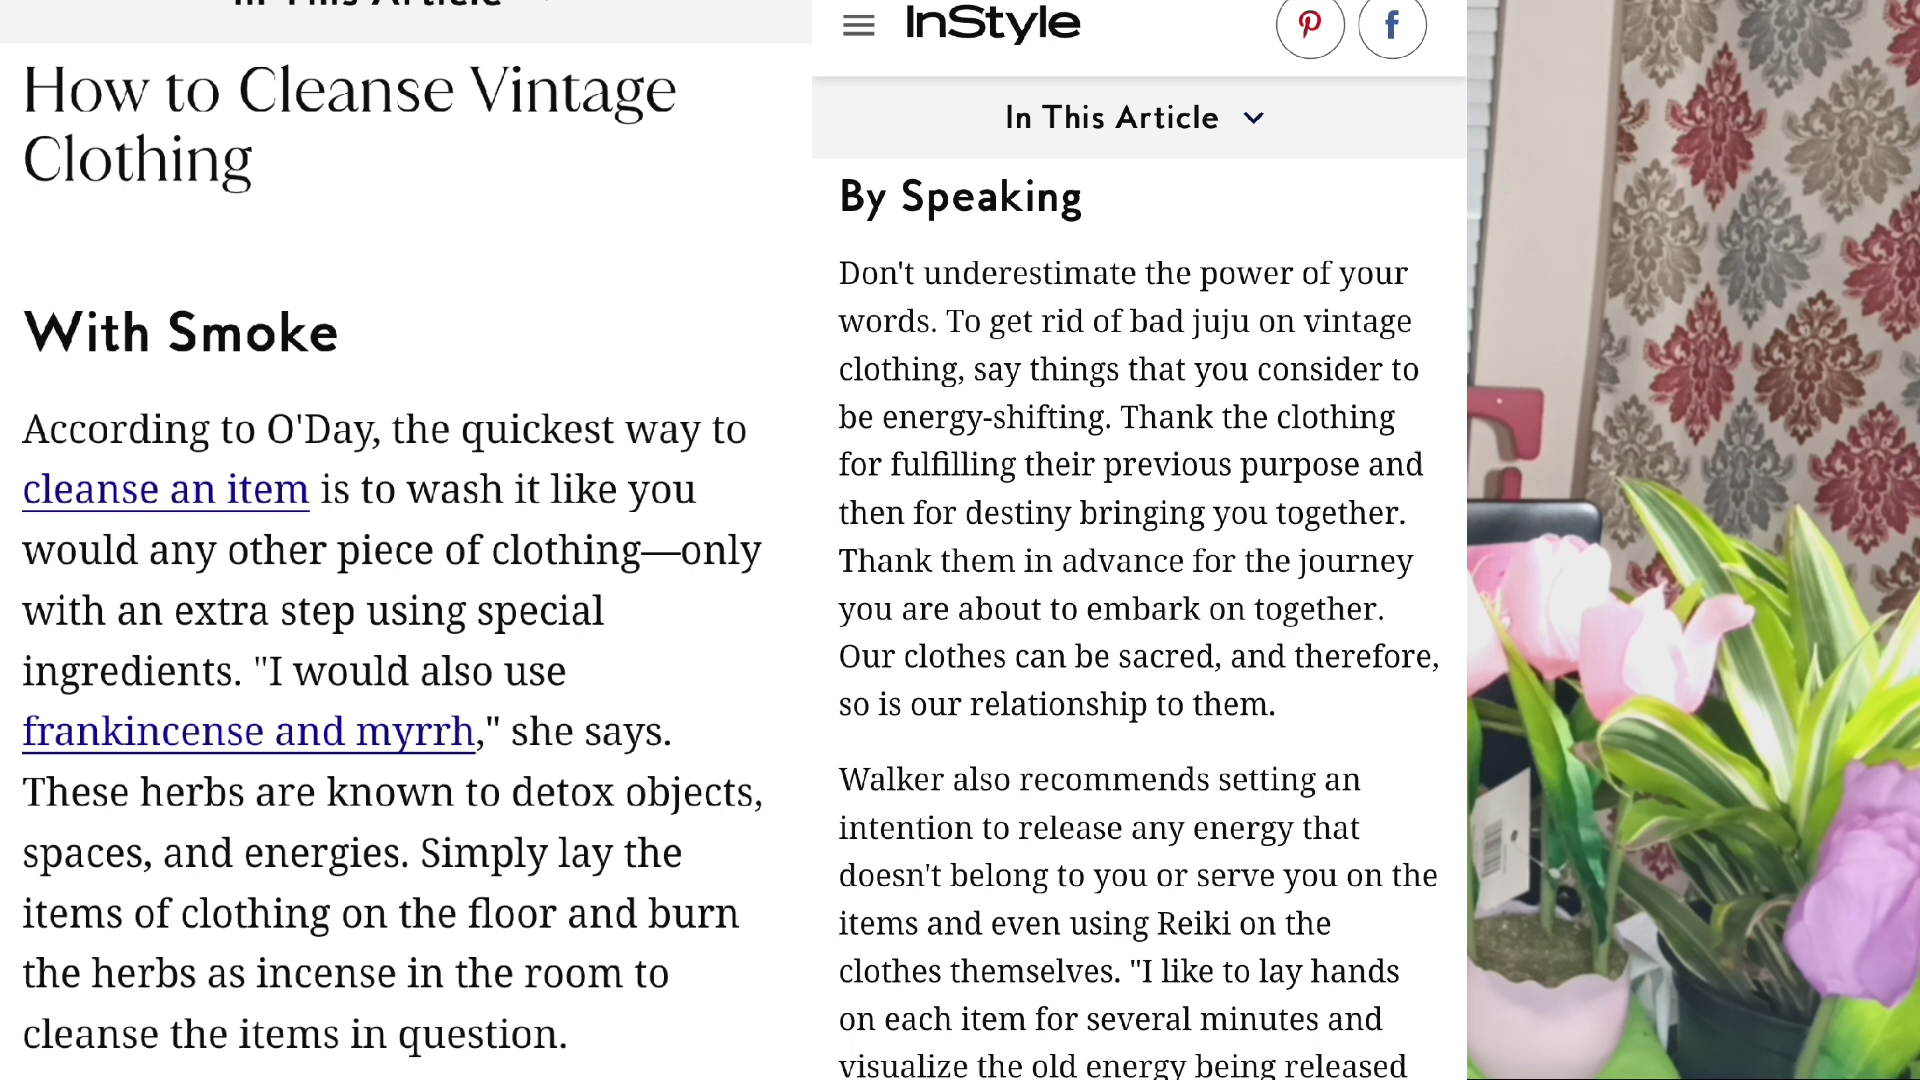 In This Article
How to Cleanse Vintage
Clothing
With Smoke
According to O'Day, the quickest way to
cleanse an item is to wash it like you
would any other piece of clothing—only
with an extra step using special
ingredients. "I would also use
frankincense and myrrh," she says.
These herbs are known to detox objects,
spaces, and energies. Simply lay the
items of clothing on the floor and burn
the herbs as incense in the room to
cleanse the items in question.
InStyle
In This Article
By Speaking
Don't underestimate the power of your
words. To get rid of bad juju on vintage
clothing, say things that you consider to
be energy-shifting. Thank the clothing
for fulfilling their previous purpose and
then for destiny bringing you together.
Thank them in advance for the journey
you are about to embark on together.
Our clothes can be sacred, and therefore,
so is our relationship to them.
Walker also recommends setting an
intention to release any energy that
doesn't belong to you or serve you on the
items and even using Reiki on the
clothes themselves. "I like to lay hands
on each item for several minutes and
visualize the old energy being released